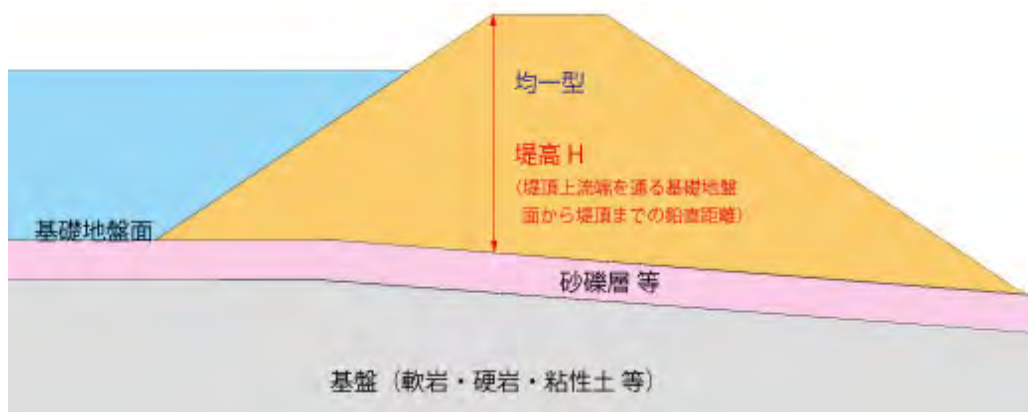 均一型
堤高 H
(堤頂上流端を通る基礎地盤
面から堤頂までの鉛直距離)
基礎地盤面
砂礫層 等
基盤（軟岩・硬岩・粘性土 等）